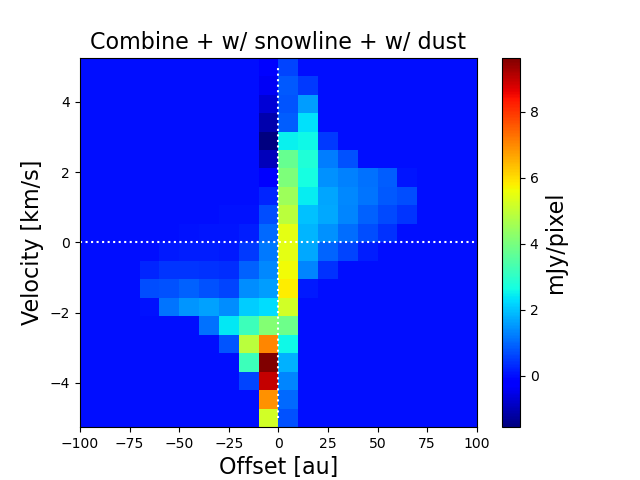 Combine + w/ snowline + w/ dust
Velocity [km/s]
4
2
0
−2
−4
−100 −75 −50 −25 0 25 50 75 100
Offset [au]
8
6
4
2
0
mJy/pixel